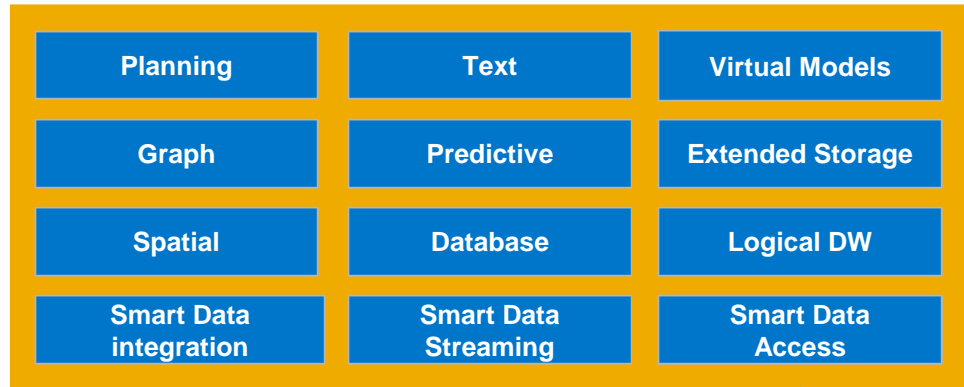 Planning
Text
Virtual Models
Graph
Predictive
Extended Storage
Spatial
Database
Logical DW
Smart Data
integration
Smart Data
Streaming
Smart Data
Access